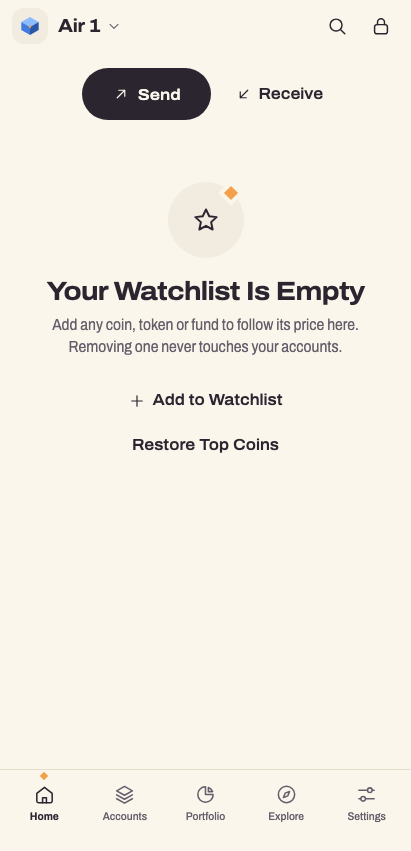 Air 1
Send
Receive
Your Watchlist Is Empty
Add any coin, token or fund to follow its price here.
Removing one never touches your accounts.
Add to Watchlist
Restore Top Coins
Home
Accounts
Portfolio
Explore
Settings